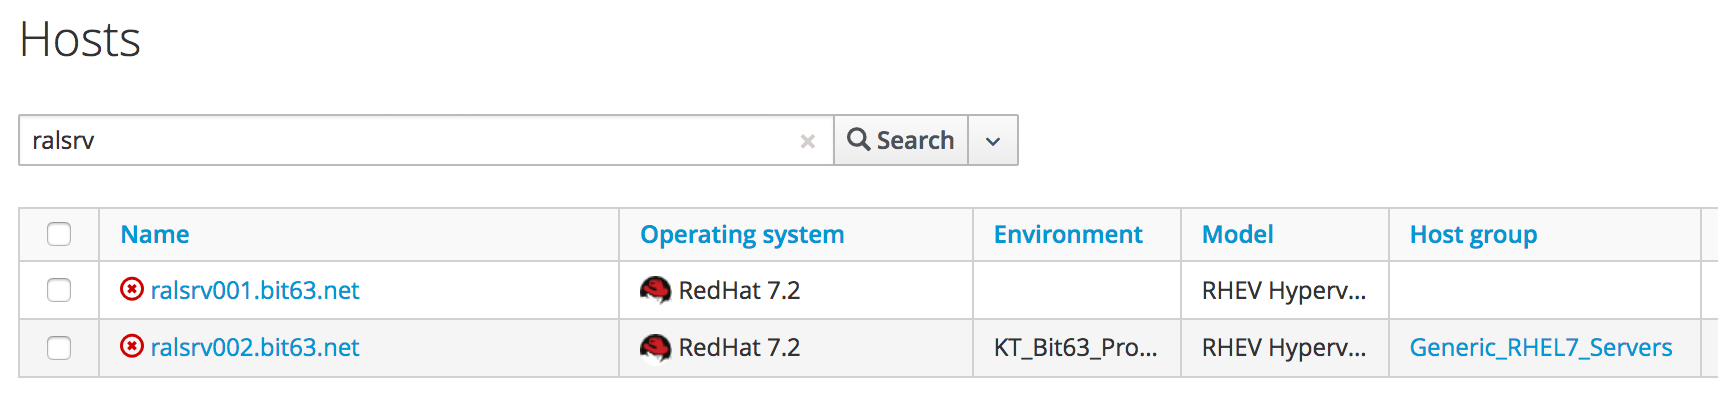 Hosts
ralsrv Search
Name Operating system Environment Model Host group
ralsrv001.bit63.net RedHat 7.2 RHEV Hyperv...
ralsrv002.bit63.net RedHat 7.2 KT_Bit63_Pro... RHEV Hyperv... Generic_RHEL7_Servers